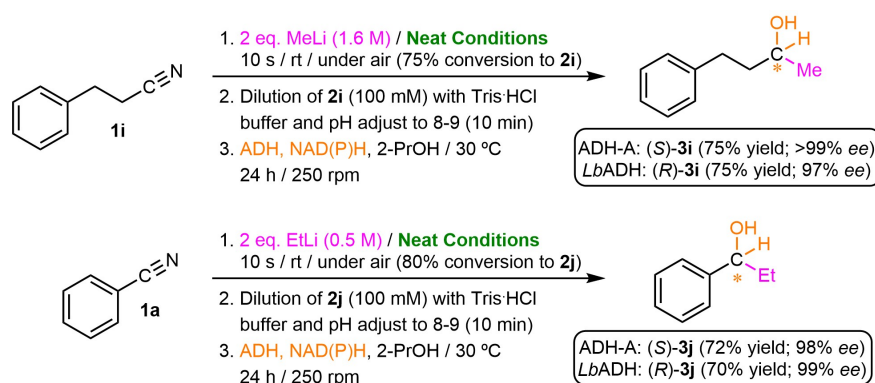 1. 2 eq. MeLi (1.6 M) / Neat Conditions
10 s / rt / under air (75% conversion to 2i)
N
C
1i
2. Dilution of 2i (100 mM) with Tris·HCl
buffer and pH adjust to 8-9 (10 min)
3. ADH, NAD(P)H, 2-PrOH / 30 ºC
24 h / 250 rpm
OH
H
C
*
Me
ADH-A: (S)-3i (75% yield; >99% ee)
LbADH: (R)-3i (75% yield; 97% ee)
1. 2 eq. EtLi (0.5 M) / Neat Conditions
10 s / rt / under air (80% conversion to 2j)
N
C
1a
2. Dilution of 2j (100 mM) with Tris·HCl
buffer and pH adjust to 8-9 (10 min)
3. ADH, NAD(P)H, 2-PrOH / 30 ºC
24 h / 250 rpm
OH
H
C
*
Et
ADH-A: (S)-3j (72% yield; 98% ee)
LbADH: (R)-3j (70% yield; 99% ee)